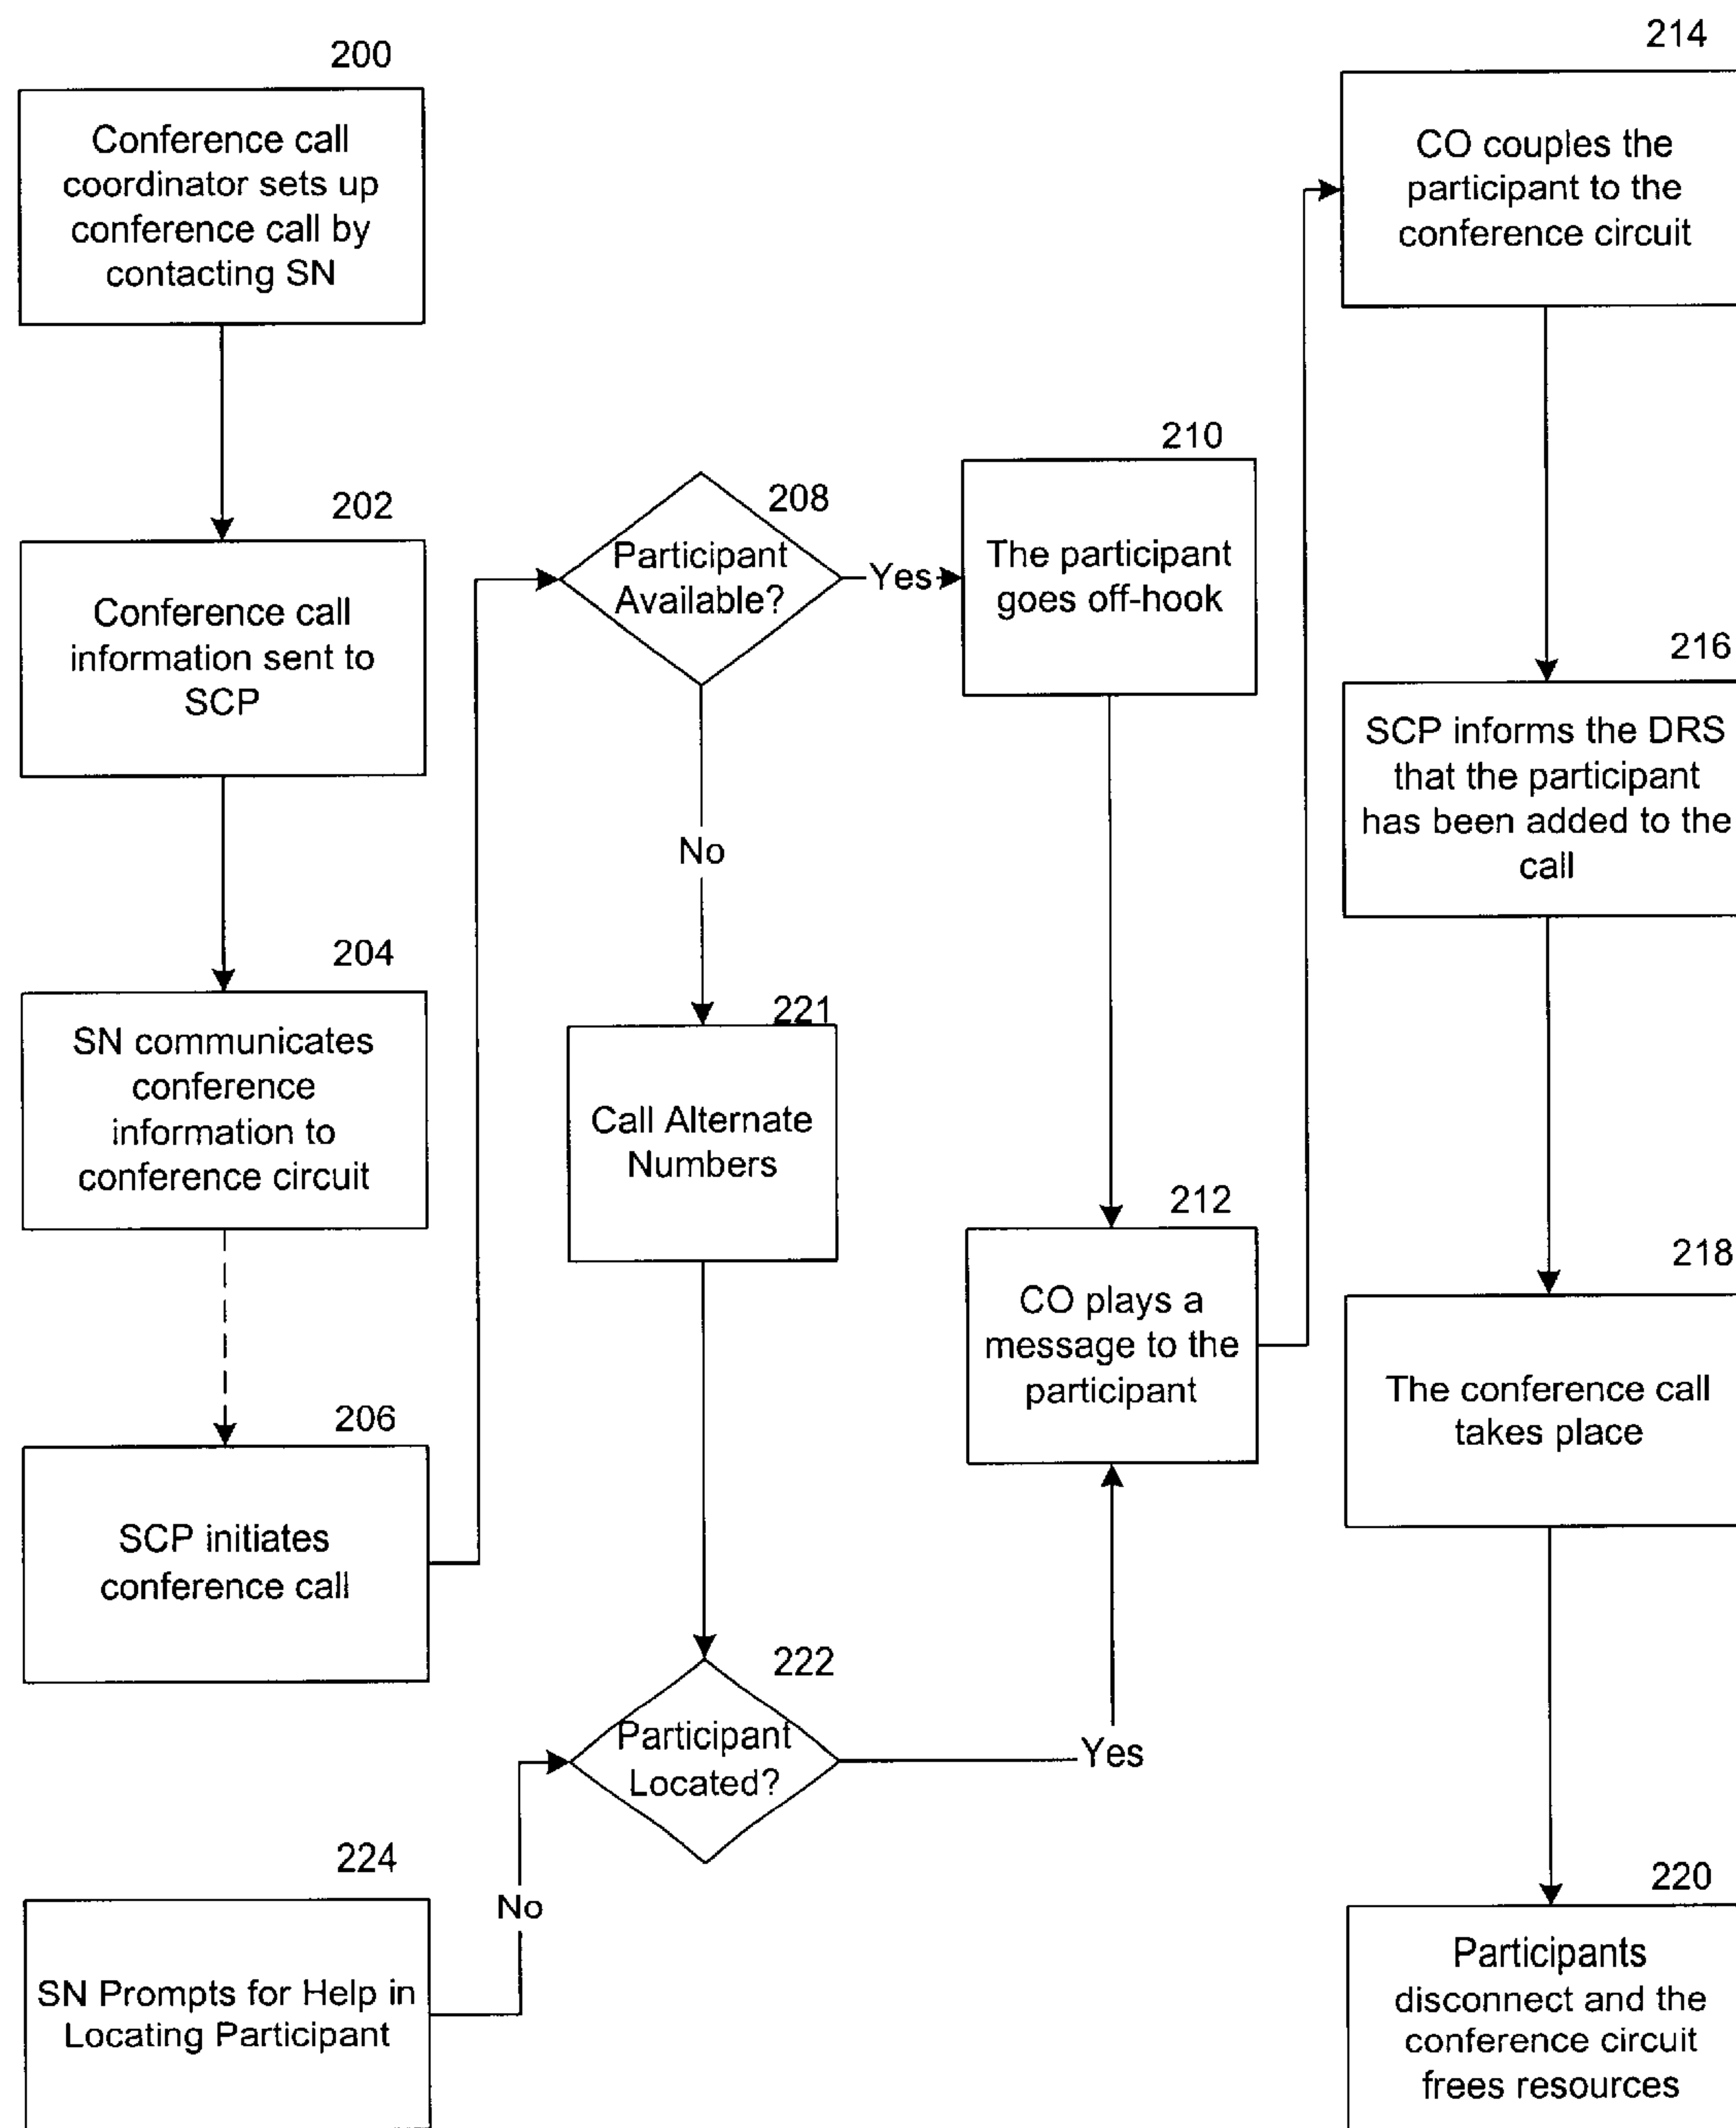 200
Conference call
coordinator sets up
conference call by
contacting SN
202
Conference call
information sent to
SCP
204
SN communicates
conference
information to
conference circuit
206
SCP initiates
conference call
208
Participant
Available?
Yes
No
210
The participant
goes off-hook
221
Call Alternate
Numbers
212
CO plays a
message to the
participant
222
Participant
Located?
Yes
No
224
SN Prompts for Help in
Locating Participant
214
CO couples the
participant to the
conference circuit
216
SCP informs the DRS
that the participant
has been added to the
call
218
The conference call
takes place
220
Participants
disconnect and the
conference circuit
frees resources